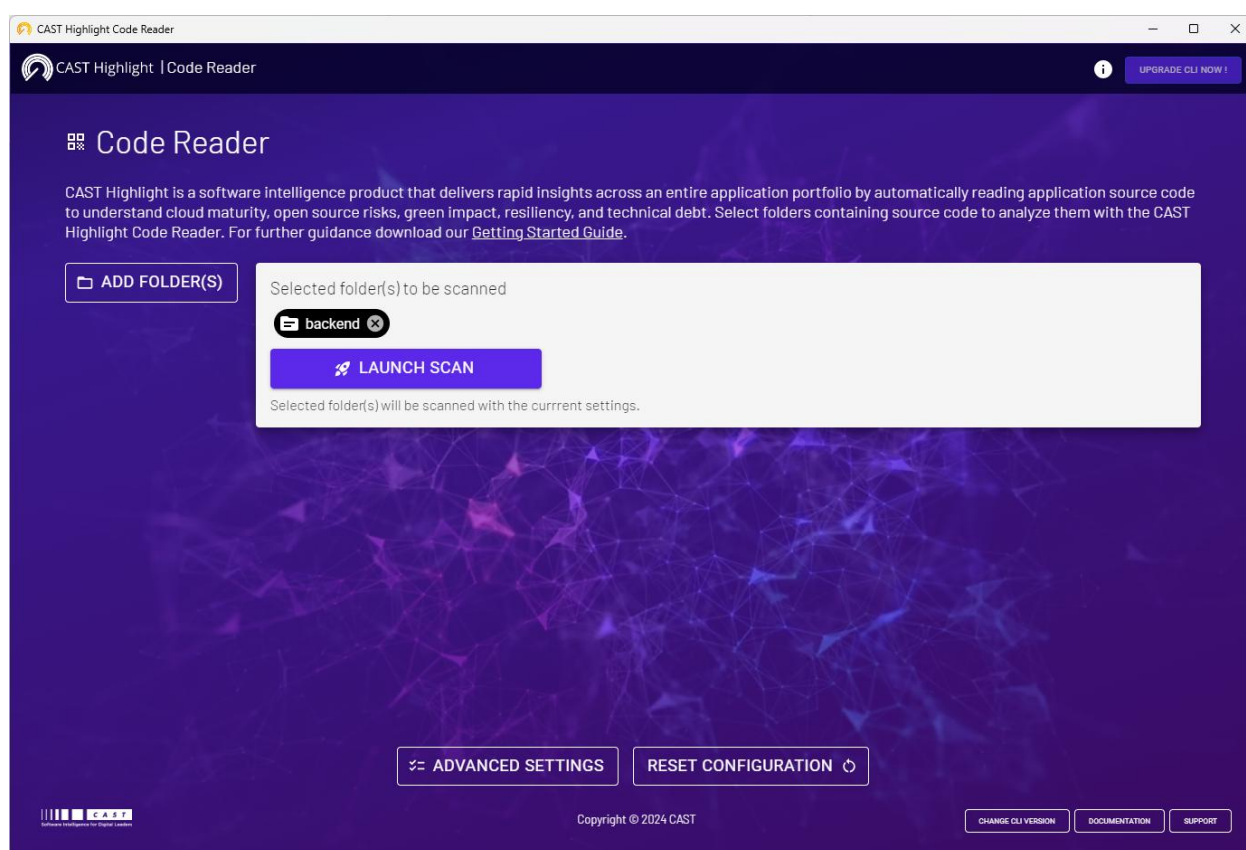 CAST Highlight Code Reader
CAST Highlight | Code Reader
i
UPGRADE CLI NOW !
Code Reader
CAST Highlight is a software intelligence product that delivers rapid insights across an entire application portfolio by automatically reading application source code
to understand cloud maturity, open source risks, green impact, resiliency, and technical debt. Select folders containing source code to analyze them with the CAST
Highlight Code Reader. For further guidance download our Getting Started Guide.
ADD FOLDER(S)
Selected folder(s) to be scanned
backend
LAUNCH SCAN
Selected folder(s) will be scanned with the currrent settings.
ADVANCED SETTINGS
RESET CONFIGURATION
CAST
Software Intelligence for Digital Leaders
Copyright © 2024 CAST
CHANGE CLI VERSION
DOCUMENTATION
SUPPORT